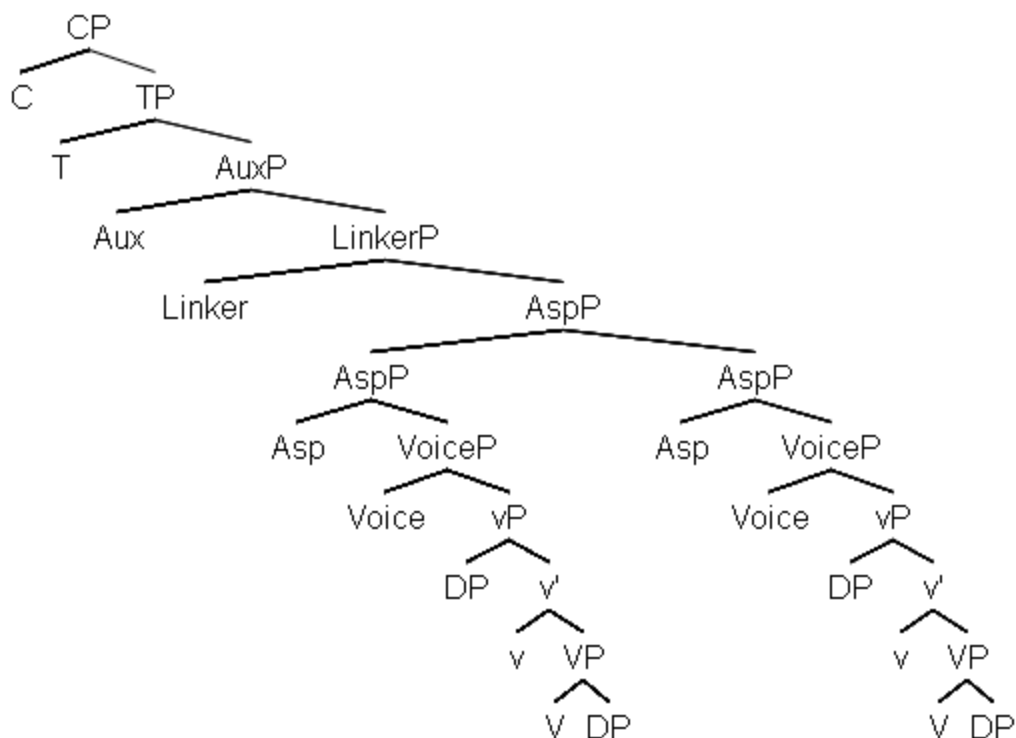 CP
C TP
T AuxP
Aux LinkerP
Linker AspP
AspP AspP
Asp VoiceP Asp VoiceP
Voice vP Voice vP
DP v' DP v'
v VP v VP
V DP V DP